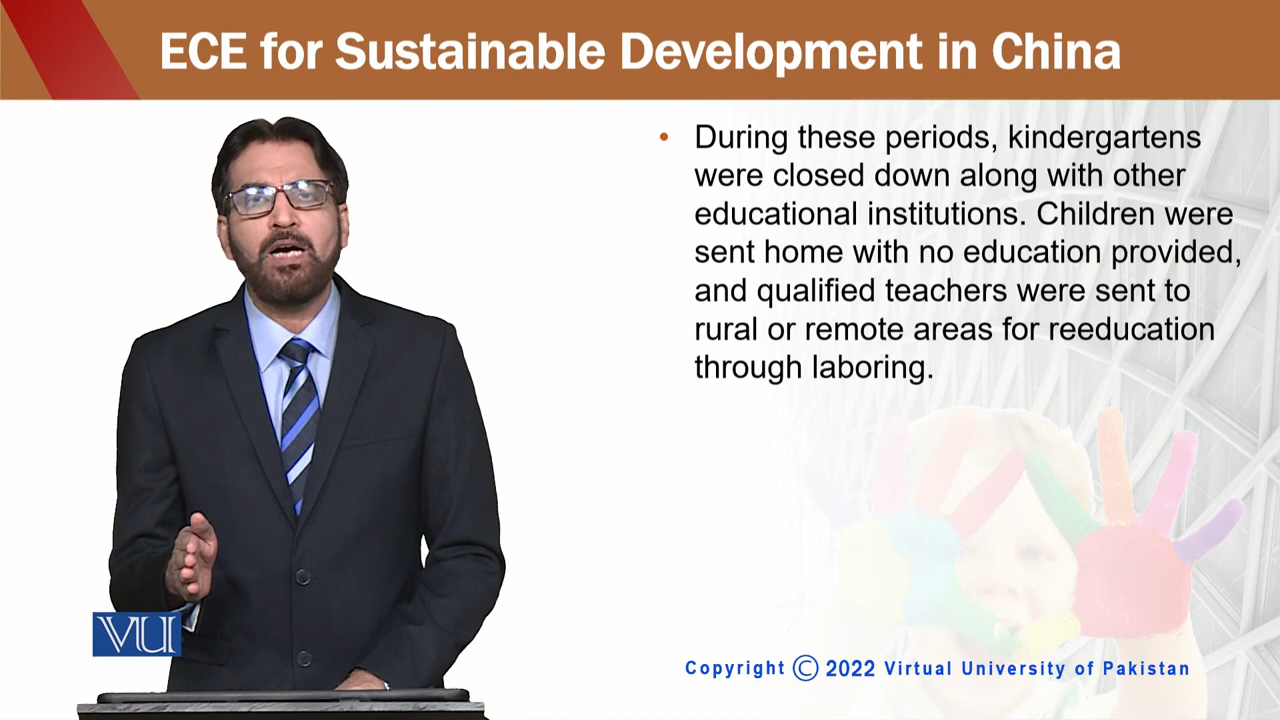 ECE for Sustainable Development in China
• During these periods, kindergartens
were closed down along with other
educational institutions. Children were
sent home with no education provided,
and qualified teachers were sent to
rural or remote areas for reeducation
through laboring.
VU
Copyright © 2022 Virtual University of Pakistan